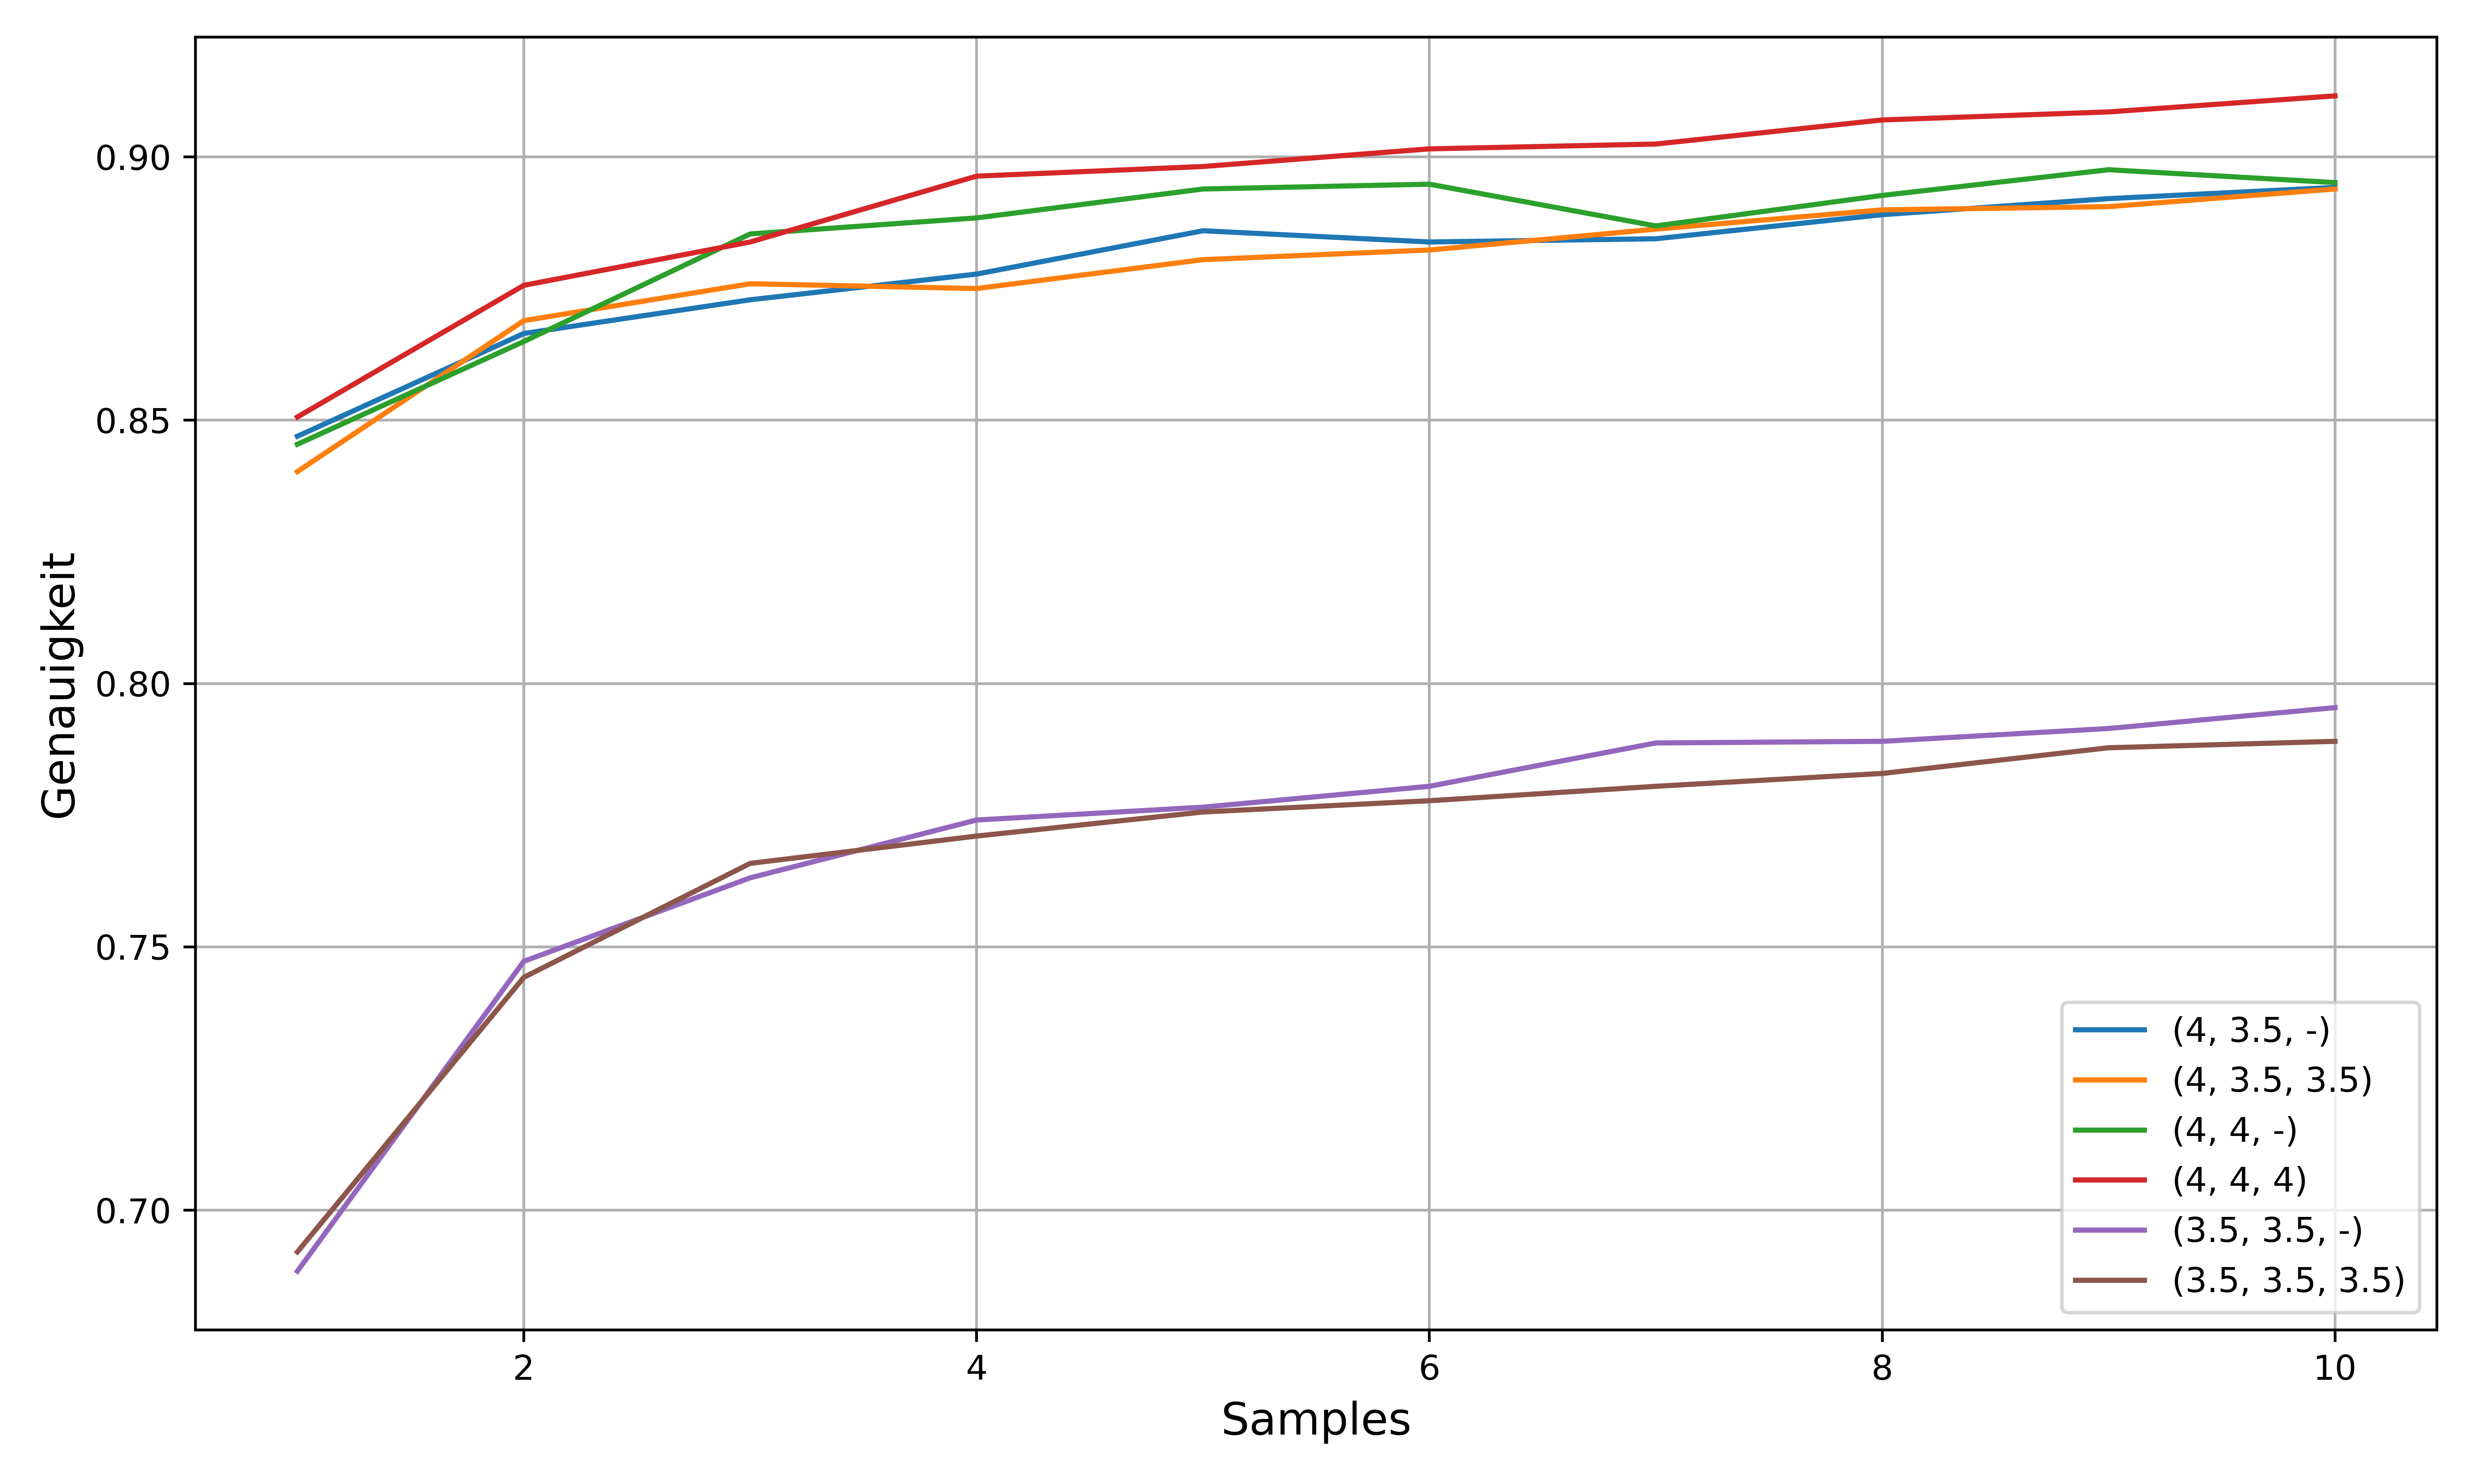 0.90
0.85
0.80
0.75
0.70
Genauigkeit
2 4 6 8 10
Samples
(4, 3.5, -)
(4, 3.5, 3.5)
(4, 4, -)
(4, 4, 4)
(3.5, 3.5, -)
(3.5, 3.5, 3.5)